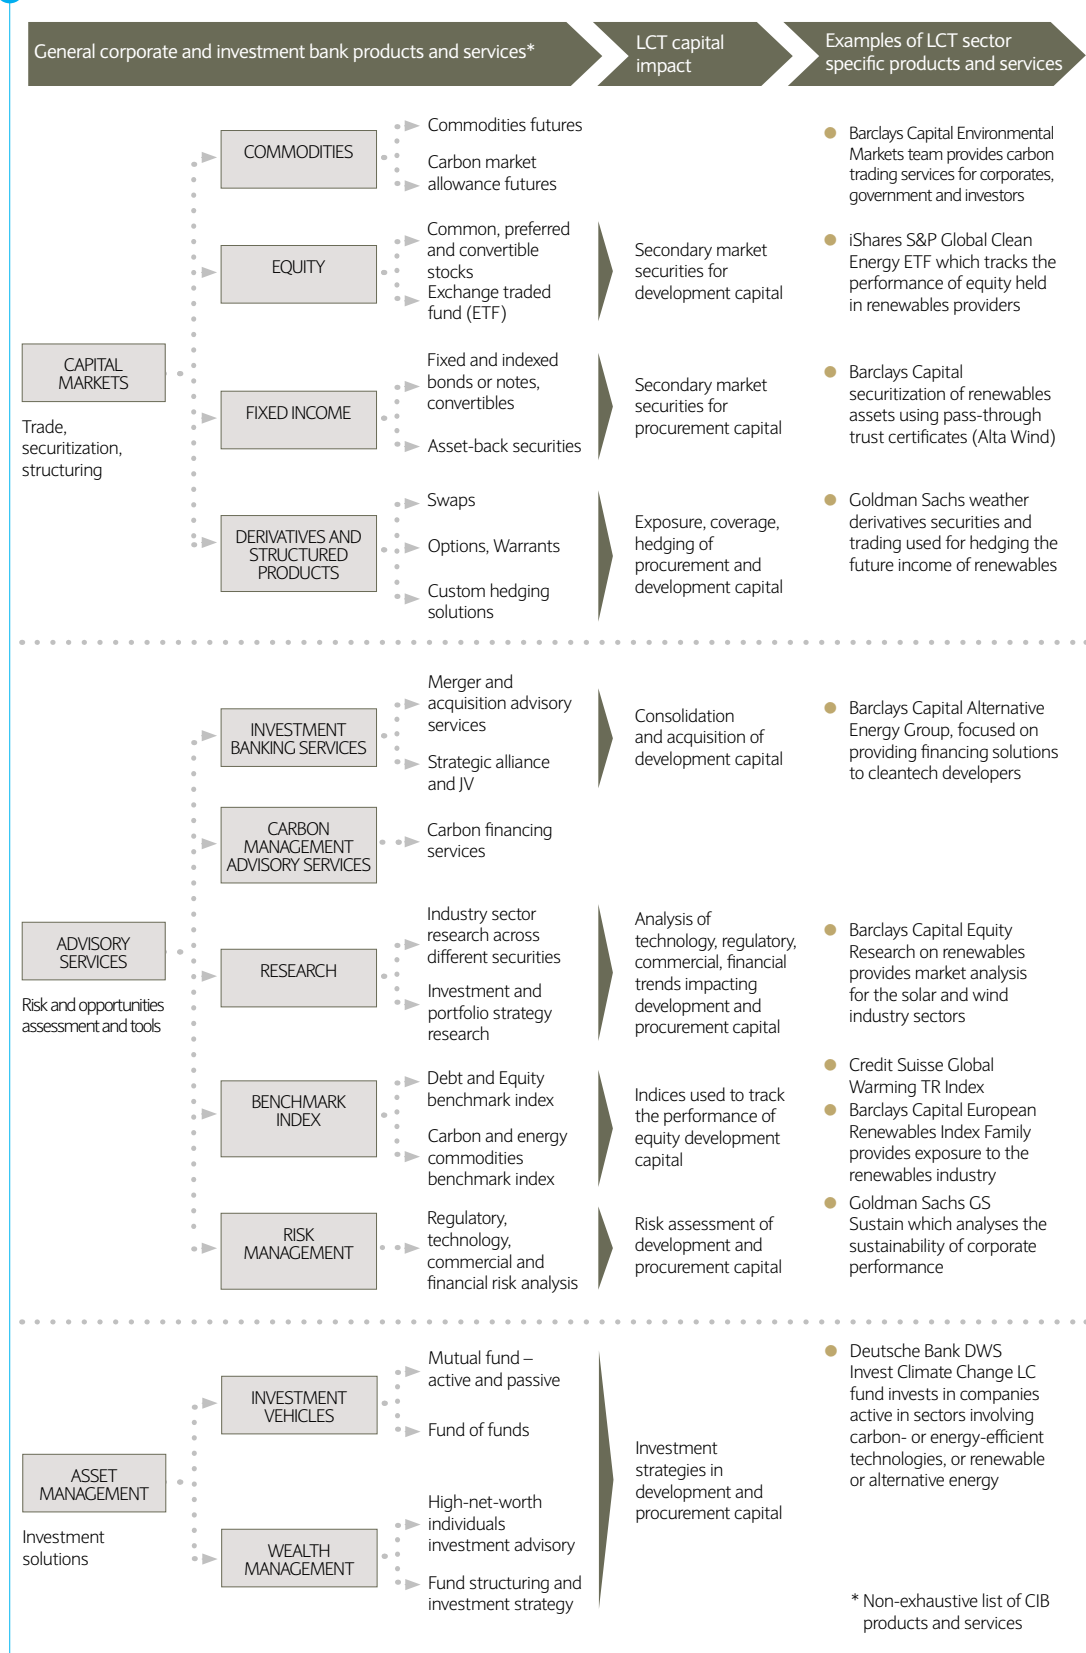 General corporate and investment bank products and services*
LCT capital
impact
Examples of LCT sector
specific products and services
CAPITAL
MARKETS
Trade,
securitization,
structuring
COMMODITIES
Commodities futures
Carbon market
allowance futures
Barclays Capital Environmental
Markets team provides carbon
trading services for corporates,
government and investors
EQUITY
Common, preferred
and convertible
stocks
Exchange traded
fund (ETF)
Secondary market
securities for
development capital
iShares S&P Global Clean
Energy ETF which tracks the
performance of equity held
in renewables providers
FIXED INCOME
Fixed and indexed
bonds or notes,
convertibles
Asset-back securities
Secondary market
securities for
procurement capital
Barclays Capital
securitization of renewables
assets using pass-through
trust certificates (Alta Wind)
DERIVATIVES AND
STRUCTURED
PRODUCTS
Swaps
Options, Warrants
Custom hedging
solutions
Exposure, coverage,
hedging of
procurement and
development capital
Goldman Sachs weather
derivatives securities and
trading used for hedging the
future income of renewables
ADVISORY
SERVICES
Risk and opportunities
assessment and tools
INVESTMENT
BANKING SERVICES
Merger and
acquisition advisory
services
Strategic alliance
and JV
Consolidation
and acquisition of
development capital
Barclays Capital Alternative
Energy Group, focused on
providing financing solutions
to cleantech developers
CARBON
MANAGEMENT
ADVISORY SERVICES
Carbon financing
services
RESEARCH
Industry sector
research across
different securities
Investment and
portfolio strategy
research
Analysis of
technology, regulatory,
commercial, financial
trends impacting
development and
procurement capital
Barclays Capital Equity
Research on renewables
provides market analysis
for the solar and wind
industry sectors
BENCHMARK
INDEX
Debt and Equity
benchmark index
Carbon and energy
commodities
benchmark index
Indices used to track
the performance of
equity development
capital
Credit Suisse Global
Warming TR Index
Barclays Capital European
Renewables Index Family
provides exposure to the
renewables industry
RISK
MANAGEMENT
Regulatory,
technology,
commercial and
financial risk analysis
Risk assessment of
development and
procurement capital
Goldman Sachs GS
Sustain which analyses the
sustainability of corporate
performance
ASSET
MANAGEMENT
Investment
solutions
INVESTMENT
VEHICLES
Mutual fund –
active and passive
Fund of funds
WEALTH
MANAGEMENT
High-net-worth
individuals
investment advisory
Fund structuring and
investment strategy
Investment
strategies in
development and
procurement capital
Deutsche Bank DWS
Invest Climate Change LC
fund invests in companies
active in sectors involving
carbon- or energy-efficient
technologies, or renewable
or alternative energy
* Non-exhaustive list of CIB
products and services